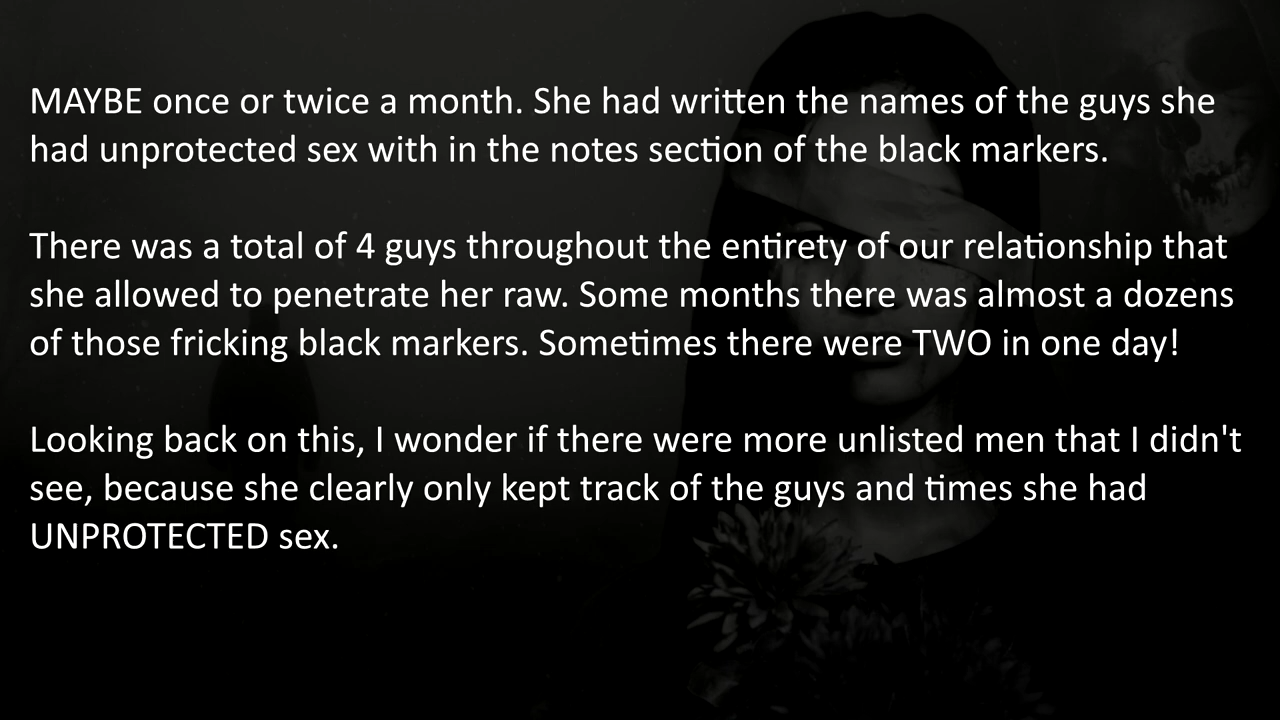 MAYBE once or twice a month. She had written the names of the guys she
had unprotected sex with in the notes section of the black markers.
There was a total of 4 guys throughout the entirety of our relationship that
she allowed to penetrate her raw. Some months there was almost a dozens
of those fricking black markers. Sometimes there were TWO in one day!
Looking back on this, I wonder if there were more unlisted men that I didn't
see, because she clearly only kept track of the guys and times she had
UNPROTECTED sex.